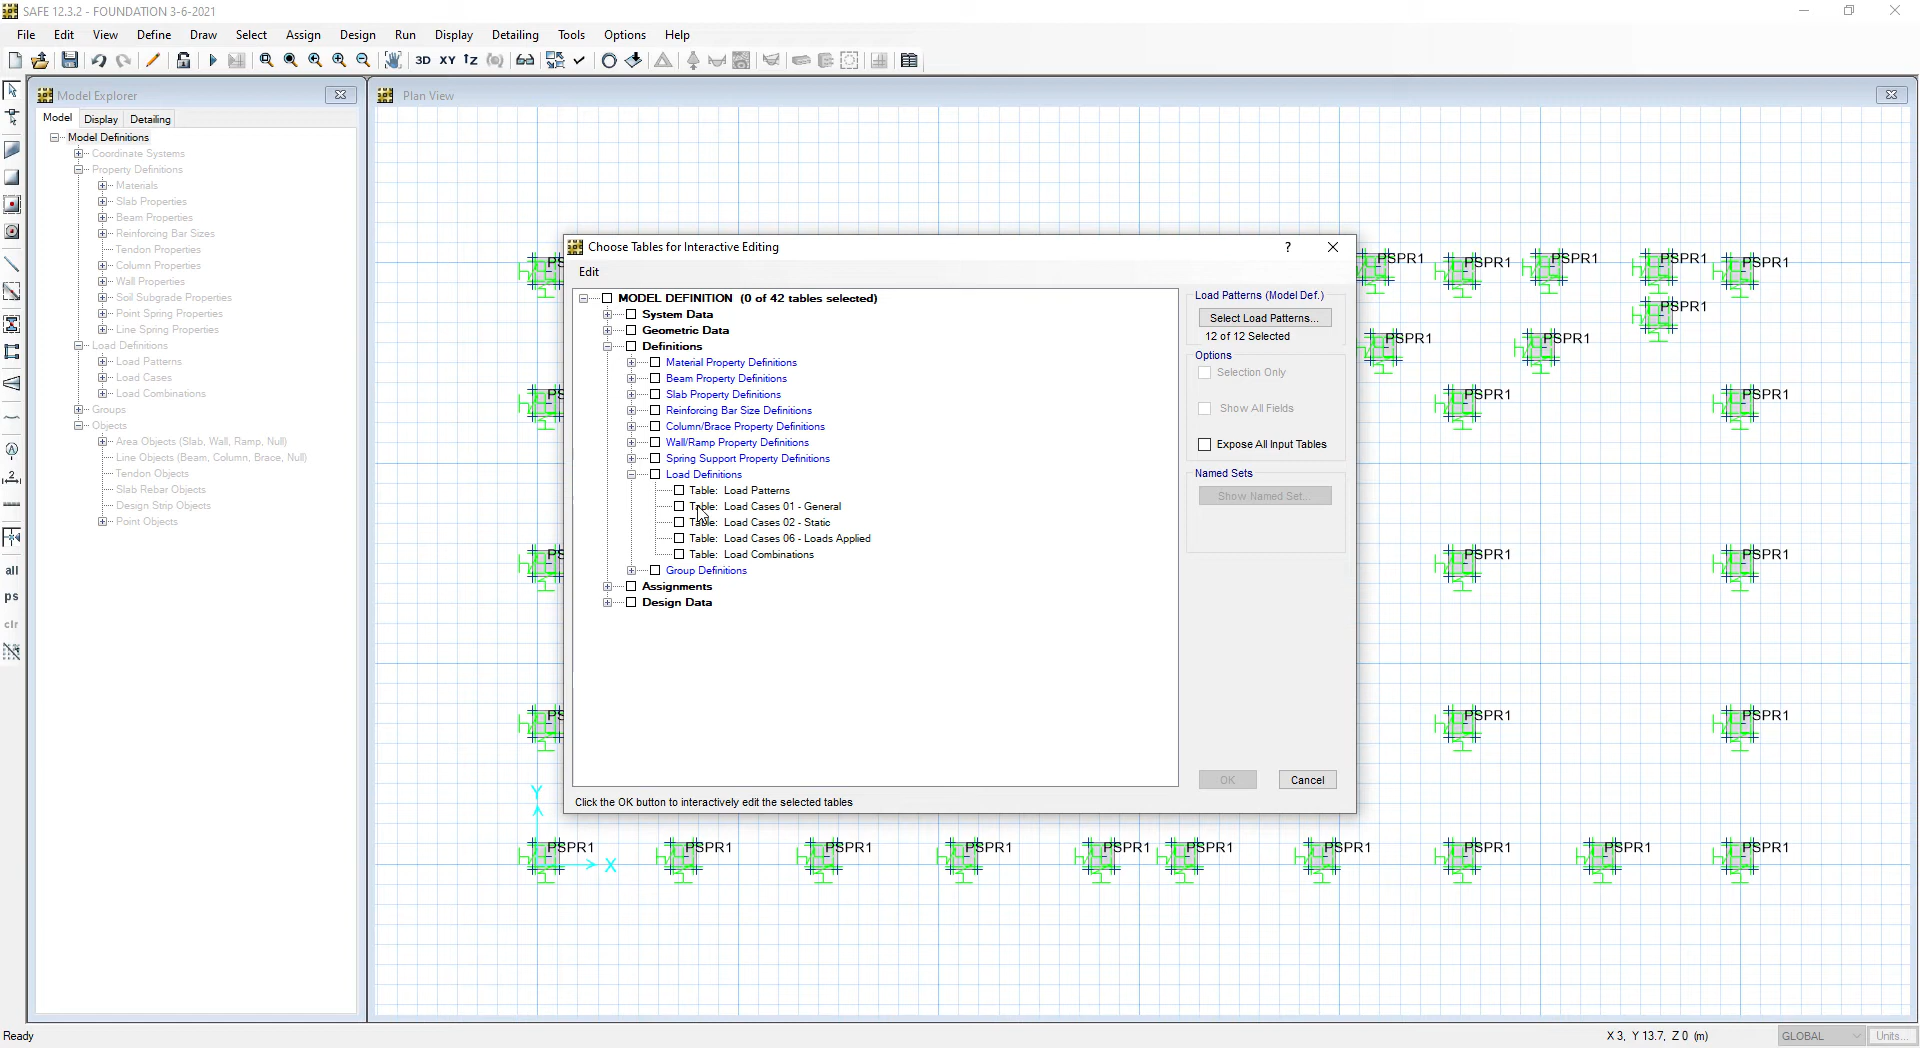 SAFE 12.3.2 - FOUNDATION 3-6-2021
File Edit View Define Draw Select Assign Design Run Display Detailing Tools Options Help
3D XY
Model Explorer
Model Display Detailing
Model Definitions
Coordinate Systems
Property Definitions
Materials
Slab Properties
Beam Properties
Reinforcing Bar Sizes
Tendon Properties
Column Properties
Wall Properties
Soil Subgrade Properties
Point Spring Properties
Line Spring Properties
Load Definitions
Load Patterns
Load Cases
Load Combinations
Groups
Objects
Area Objects (Slab, Wall, Ramp, Null)
Line Objects (Beam, Column, Brace, Null)
Tendon Objects
Slab Rebar Objects
Design Strip Objects
Point Objects
all
ps
clr
Plan View
Choose Tables for Interactive Editing
?
Edit
MODEL DEFINITION (0 of 42 tables selected)
System Data
Geometric Data
Definitions
Material Property Definitions
Beam Property Definitions
Slab Property Definitions
Reinforcing Bar Size Definitions
Column/Brace Property Definitions
Wall/Ramp Property Definitions
Spring Support Property Definitions
Load Definitions
Table: Load Patterns
Table: Load Cases 01 - General
Table: Load Cases 02 - Static
Table: Load Cases 06 - Loads Applied
Table: Load Combinations
Group Definitions
Assignments
Design Data
Load Patterns (Model Def.)
Select Load Patterns...
12 of 12 Selected
Options
Selection Only
Show All Fields
Expose All Input Tables
Named Sets
Show Named Set...
OK Cancel
Click the OK button to interactively edit the selected tables
PS PSPR1 PSPR1 PSPR1 PSPR1 PSPR1
PSPR1
PSPR1 PSPR1
PS PSPR1 PSPR1
PS PSPR1 PSPR1
PS PSPR1 PSPR1
Y
PSPR1 PSPR1 PSPR1 PSPR1 PSPR1 PSPR1 PSPR1 PSPR1 PSPR1 PSPR1
X
Ready
X 3, Y 13.7, Z 0 (m)
GLOBAL
Units...